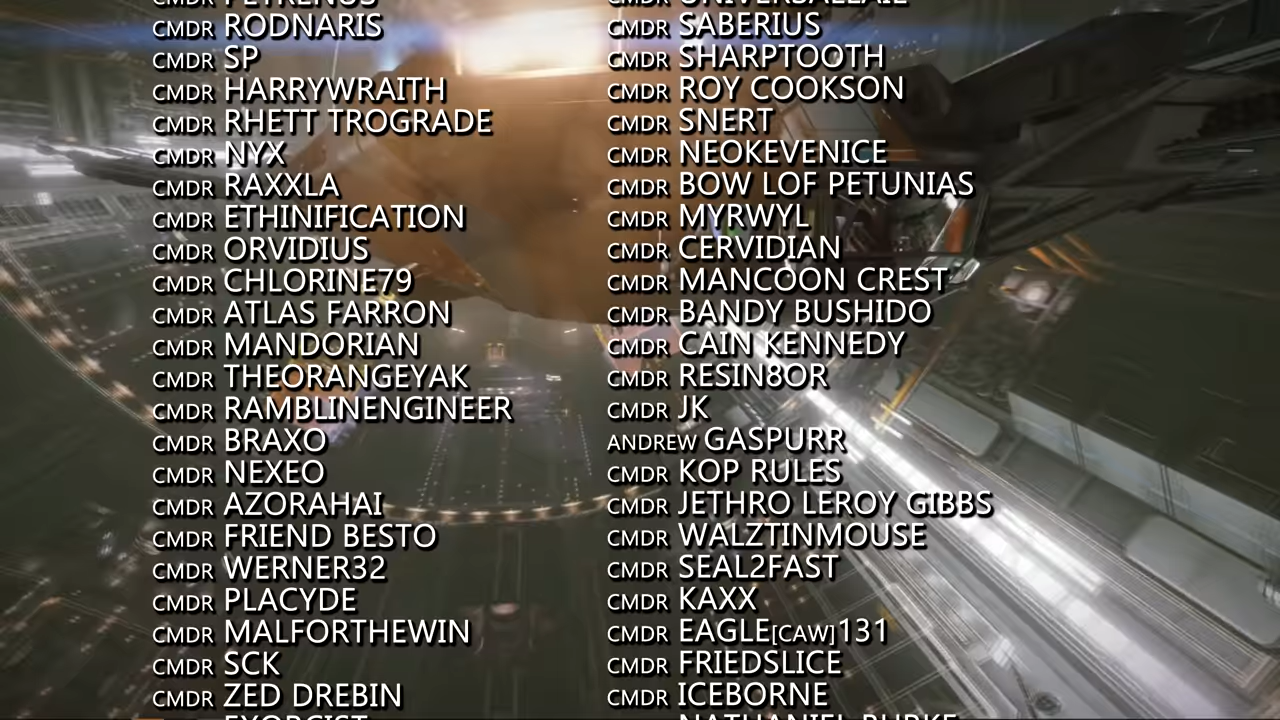 CMDR RODNARIS
CMDR SP
CMDR HARRYWRAITH
CMDR RHETT TROGRADE
CMDR NYX
CMDR RAXXLA
CMDR ETHINIFICATION
CMDR ORVIDIUS
CMDR CHLORINE79
CMDR ATLAS FARRON
CMDR MANDORIAN
CMDR THEORANGEYAK
CMDR RAMBLINENGINEER
CMDR BRAXO
CMDR NEXEO
CMDR AZORAHAI
CMDR FRIEND BESTO
CMDR WERNER32
CMDR PLACYDE
CMDR MALFORTHEWIN
CMDR SCK
CMDR ZED DREBIN
EXORCIST
CMDR SABERIUS
CMDR SHARPTOOTH
CMDR ROY COOKSON
CMDR SNERT
CMDR NEOKEVENICE
CMDR BOW LOF PETUNIAS
CMDR MYRWYL
CMDR CERVIDIAN
CMDR MANCOON CREST
CMDR BANDY BUSHIDO
CMDR CAIN KENNEDY
CMDR RESIN8OR
CMDR JK
ANDREW GASPURR
CMDR KOP RULES
CMDR JETHRO LEROY GIBBS
CMDR WALZTINMOUSE
CMDR SEAL2FAST
CMDR KAXX
CMDR EAGLE[CAW]131
CMDR FRIEDSLICE
CMDR ICEBORNE
NATHANIEL BURKE